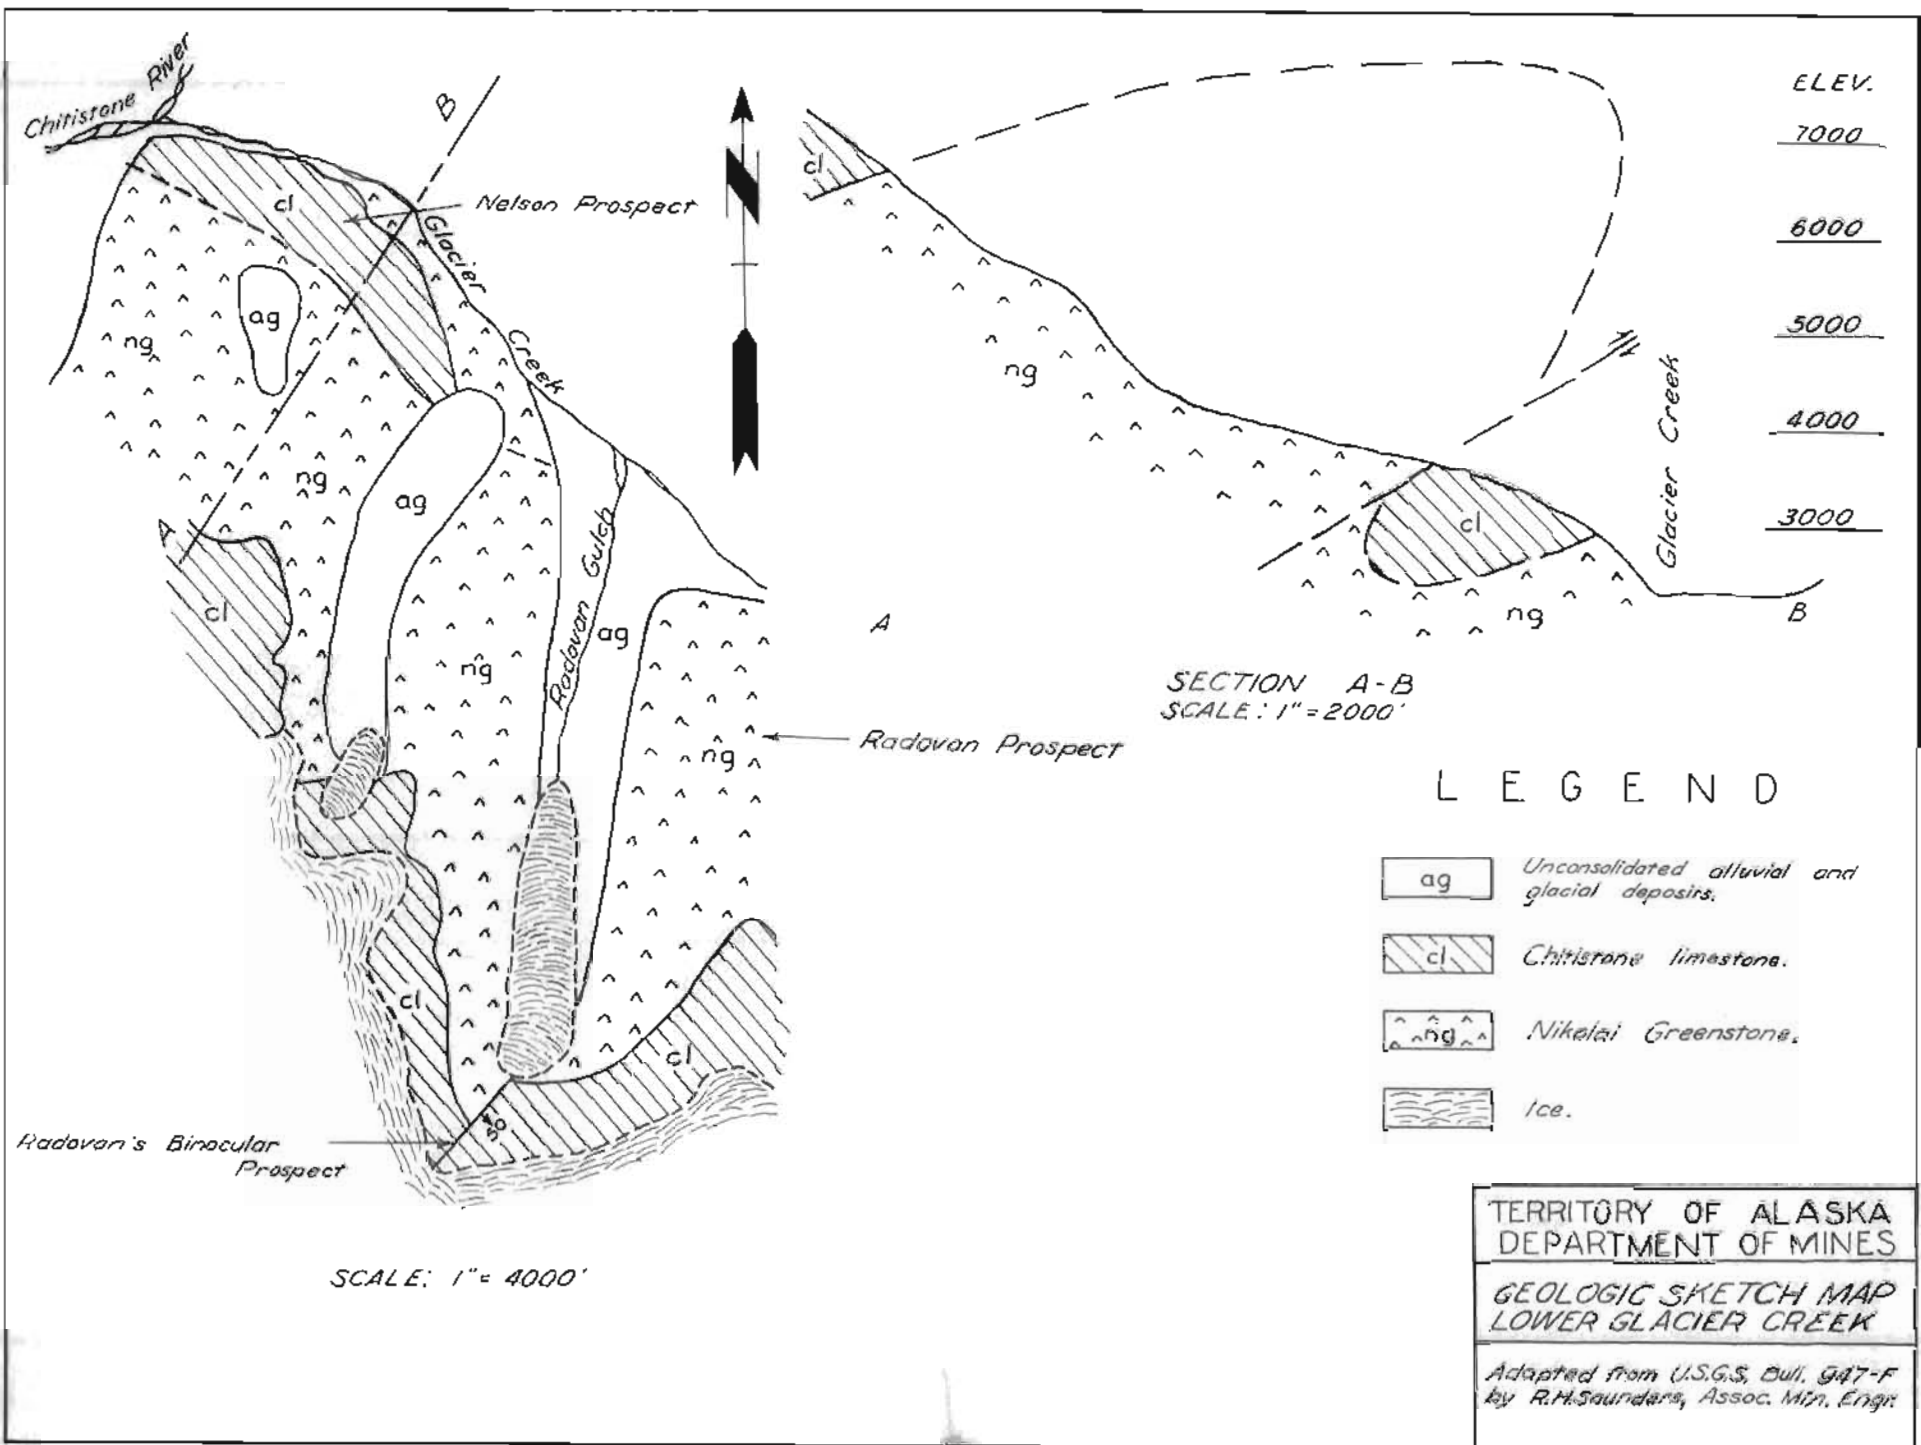 Chitistone River
B
Nelson Prospect
N
cl
Glacier
Creek
ag
ng
ng
ag
A
cl
Radovan Gulch
ag
ng
ng
Radovan Prospect
cl
cl
50
Radovan's Binocular
Prospect
SCALE: 1" = 4000'
ELEV.
7000
6000
5000
4000
3000
cl
ng
cl
ng
Glacier Creek
A
B
SECTION A-B
SCALE: 1" = 2000'
LEGEND
ag Unconsolidated alluvial and
glacial deposits.
cl Chitistone limestone.
ng Nikolai Greenstone.
Ice.
TERRITORY OF ALASKA
DEPARTMENT OF MINES
GEOLOGIC SKETCH MAP
LOWER GLACIER CREEK
Adapted from U.S.G.S. Bull. 947-F
by R.H.Saunders, Assoc. Min. Engr.